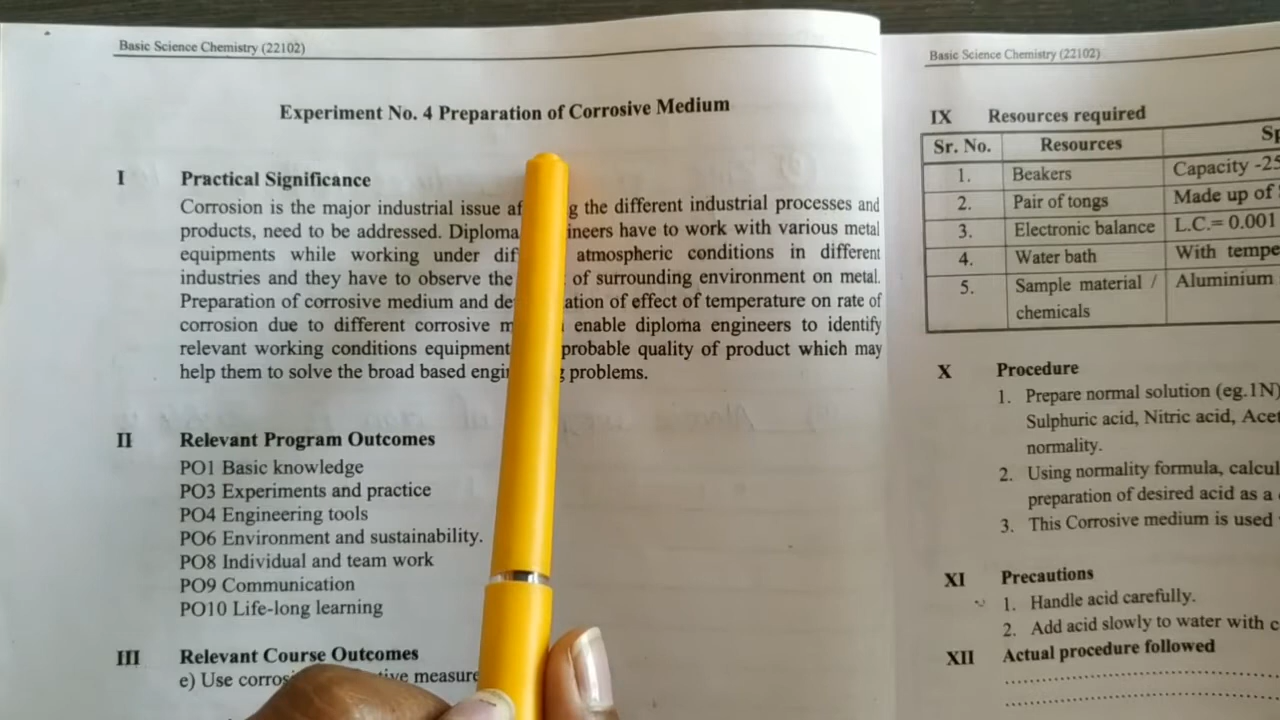 Basic Science Chemistry (22102)
Experiment No. 4 Preparation of Corrosive Medium
I Practical Significance
Corrosion is the major industrial issue af g the different industrial processes and
products, need to be addressed. Diploma ineers have to work with various metal
equipments while working under dif atmospheric conditions in different
industries and they have to observe the of surrounding environment on metal.
Preparation of corrosive medium and de ation of effect of temperature on rate of
corrosion due to different corrosive m enable diploma engineers to identify
relevant working conditions equipment probable quality of product which may
help them to solve the broad based engi g problems.
II Relevant Program Outcomes
PO1 Basic knowledge
PO3 Experiments and practice
PO4 Engineering tools
PO6 Environment and sustainability.
PO8 Individual and team work
PO9 Communication
PO10 Life-long learning
III Relevant Course Outcomes
e) Use corros tive measure
Basic Science Chemistry (22102)
IX Resources required
Sr. No. Resources Sp
1. Beakers Capacity -25
2. Pair of tongs Made up of
3. Electronic balance L.C.= 0.001
4. Water bath With tempe
5. Sample material / Aluminium
chemicals
X Procedure
1. Prepare normal solution (eg.1N)
Sulphuric acid, Nitric acid, Acet
normality.
2. Using normality formula, calcul
preparation of desired acid as a
3. This Corrosive medium is used
XI Precautions
1. Handle acid carefully.
2. Add acid slowly to water with c
XII Actual procedure followed